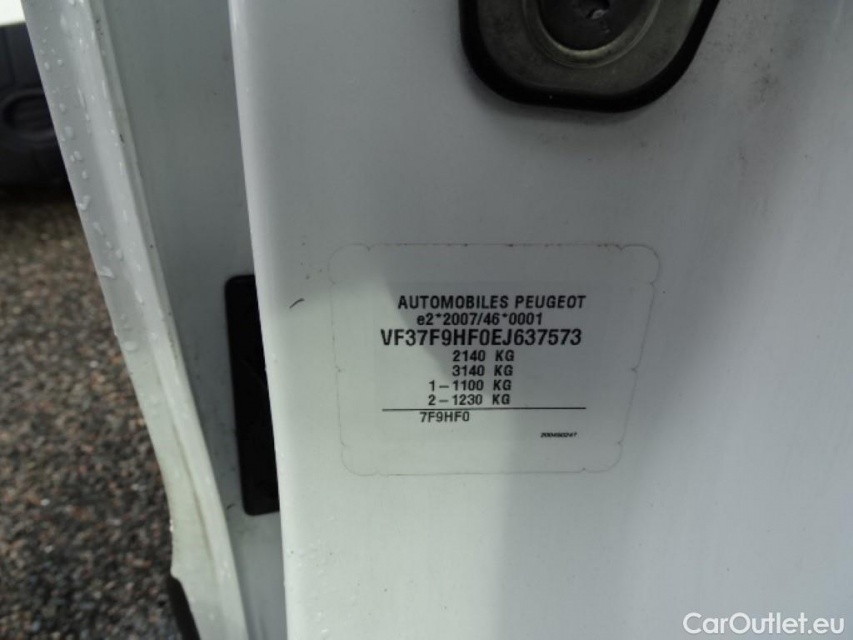 AUTOMOBILES PEUGEOT
e2*2007/46*0001
VF37F9HF0EJ637573
2140 KG
3140 KG
1-1100 KG
2-1230 KG
7F9HF0
CarOutlet.eu